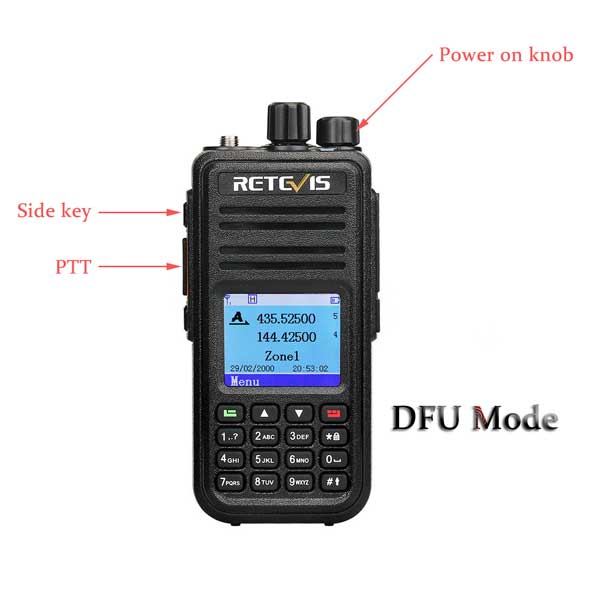 Power on knob
RETEVIS
Side key
PTT
H
A 435.52500 5
144.42500 4
Zone1
29/02/2000 20:53:02
Menu
DFU Mode
1..? 2ABC 3DEF *
4GHI 5JKL 6MNO 0
7PQRS 8TUV 9WXYZ #